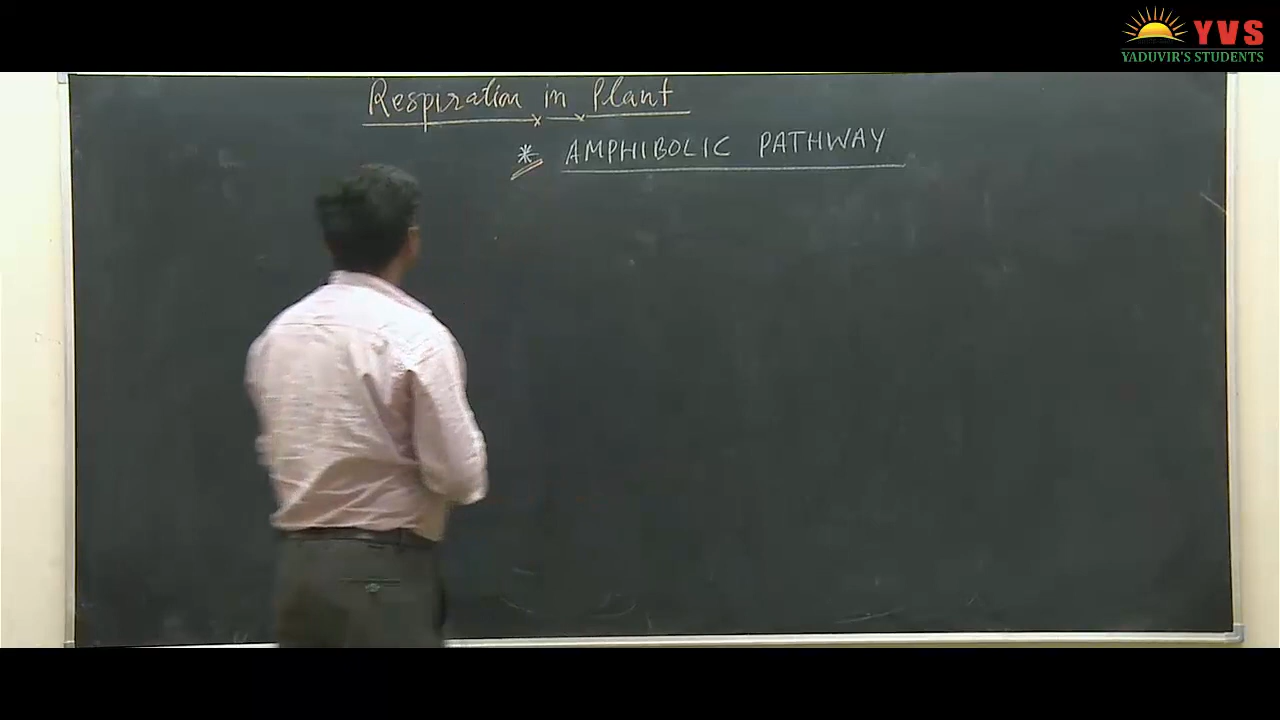 YVS
YADUVIR'S STUDENTS
Respiration in Plant
* AMPHIBOLIC PATHWAY